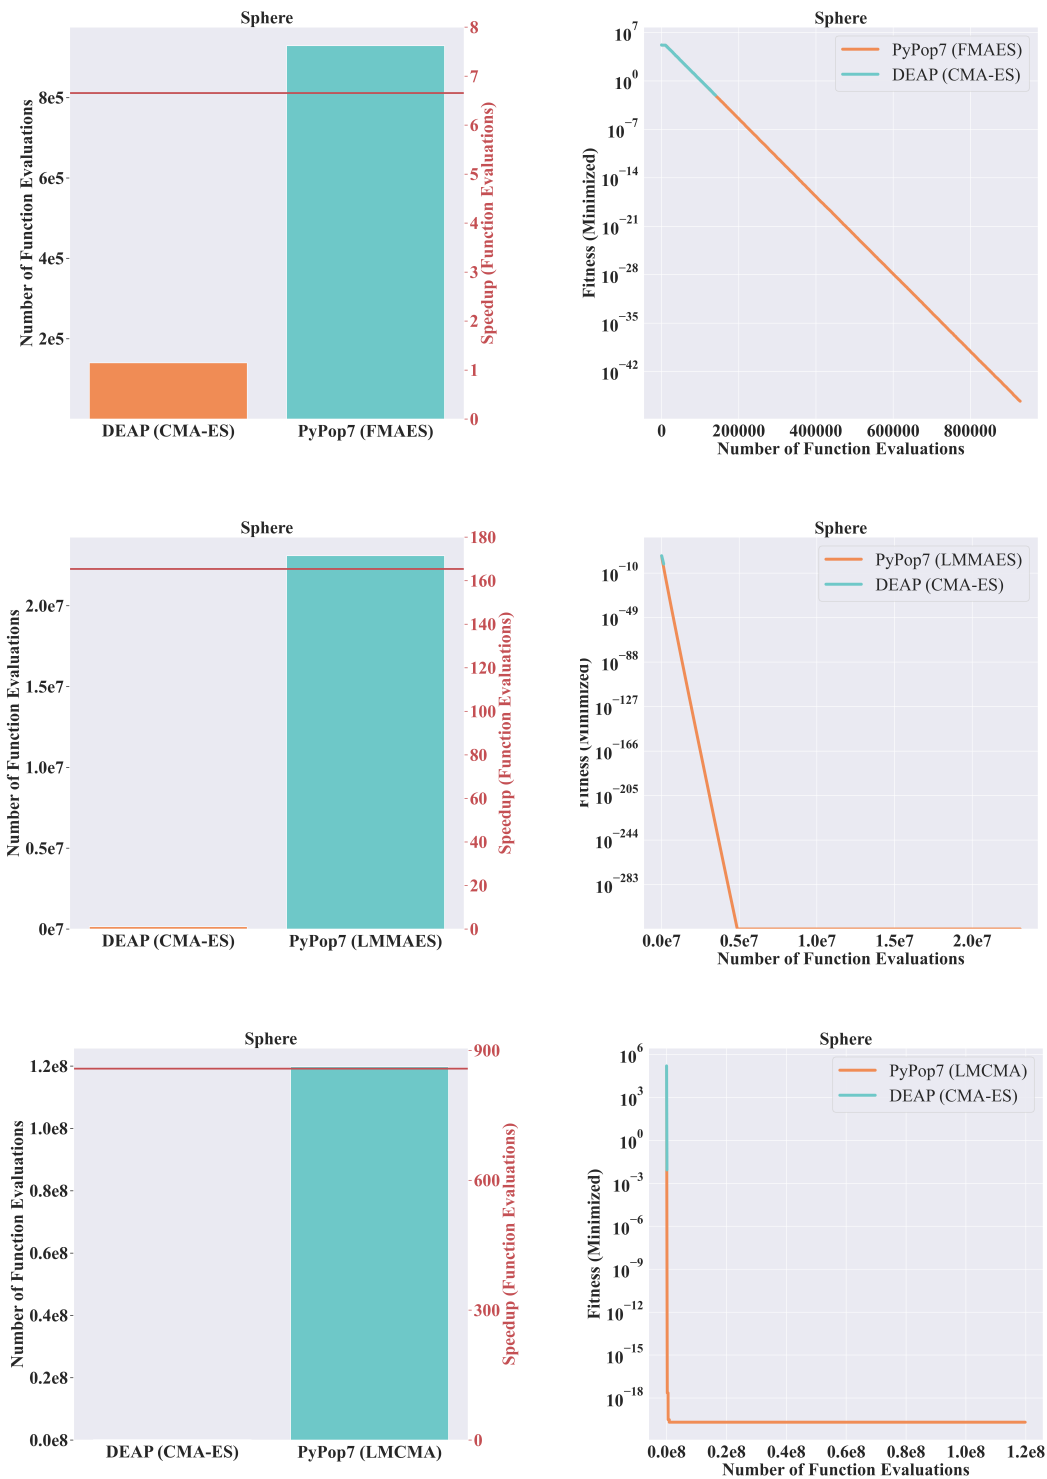 Sphere
8e5
6e5
4e5
2e5
Number of Function Evaluations
8
7
6
5
4
3
2
1
0
Speedup (Function Evaluations)
DEAP (CMA-ES)
PyPop7 (FMAES)
Sphere
PyPop7 (FMAES)
DEAP (CMA-ES)
10^7
10^0
10^−7
10^−14
10^−21
10^−28
10^−35
10^−42
Fitness (Minimized)
0 200000 400000 600000 800000
Number of Function Evaluations
Sphere
2.0e7
1.5e7
1.0e7
0.5e7
0e7
Number of Function Evaluations
180
160
140
120
100
80
60
40
20
0
Speedup (Function Evaluations)
DEAP (CMA-ES)
PyPop7 (LMMAES)
Sphere
PyPop7 (LMMAES)
DEAP (CMA-ES)
10^−10
10^−49
10^−88
10^−127
10^−166
10^−205
10^−244
10^−283
Fitness (Minimized)
0.0e7 0.5e7 1.0e7 1.5e7 2.0e7
Number of Function Evaluations
Sphere
1.2e8
1.0e8
0.8e8
0.6e8
0.4e8
0.2e8
0.0e8
Number of Function Evaluations
900
600
300
0
Speedup (Function Evaluations)
DEAP (CMA-ES)
PyPop7 (LMCMA)
Sphere
PyPop7 (LMCMA)
DEAP (CMA-ES)
10^6
10^3
10^0
10^−3
10^−6
10^−9
10^−12
10^−15
10^−18
Fitness (Minimized)
0.0e8 0.2e8 0.4e8 0.6e8 0.8e8 1.0e8 1.2e8
Number of Function Evaluations